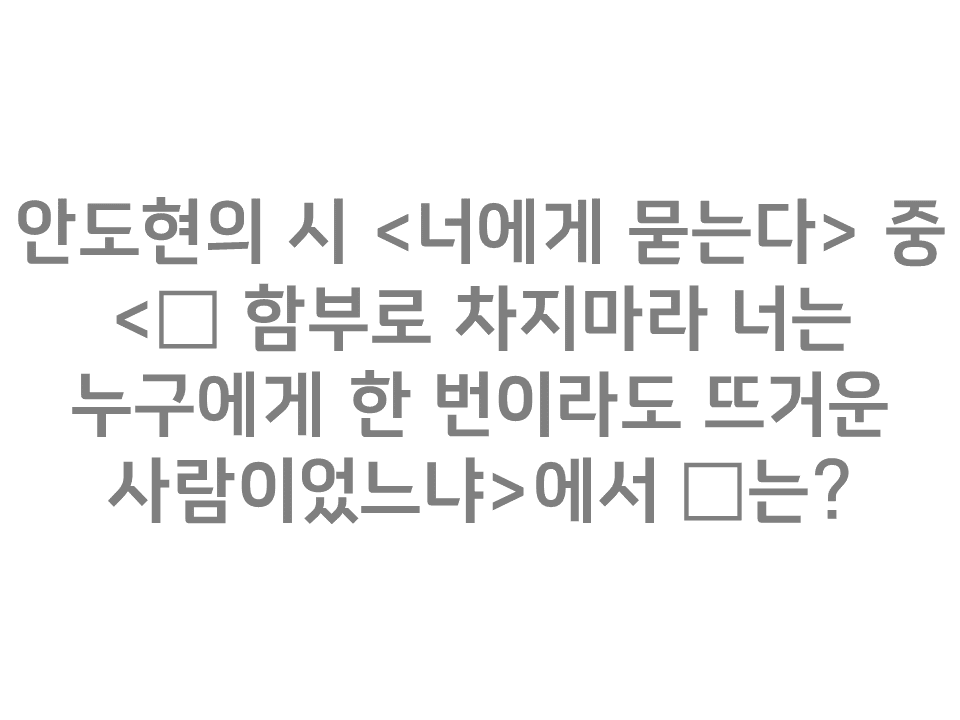 안도현의 시 <너에게 묻는다> 중
<□ 함부로 차지마라 너는
누구에게 한 번이라도 뜨거운
사람이었느냐>에서 □는?